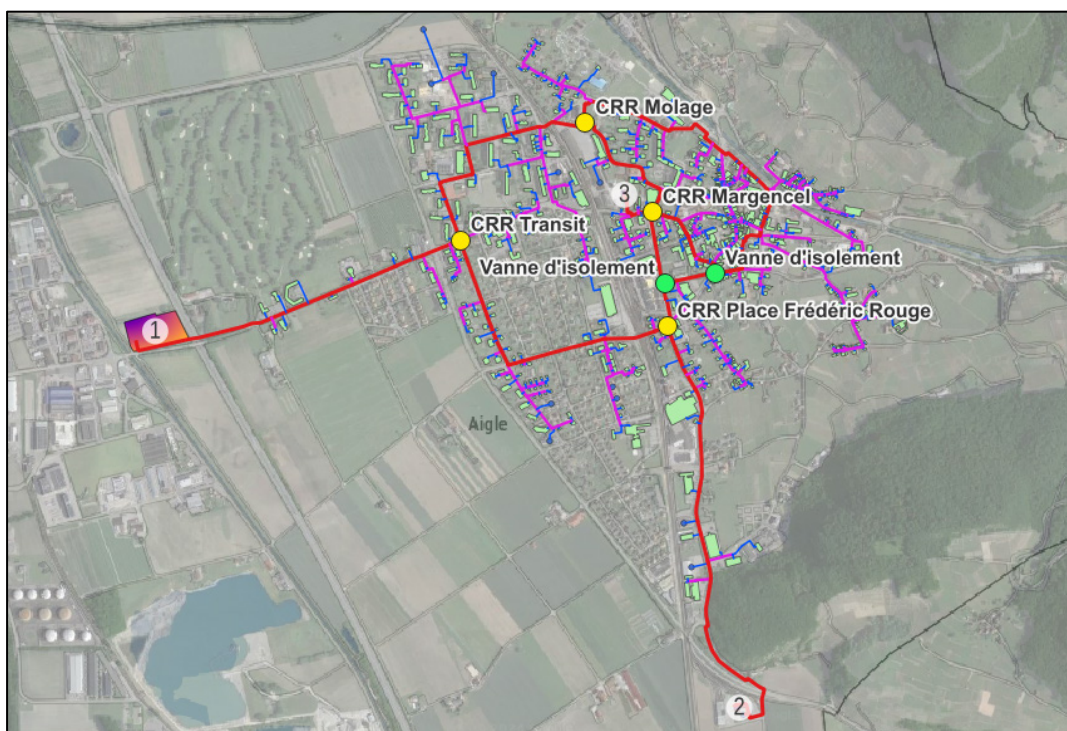 CRR Molage
3
CRR Margencel
CRR Transit
Vanne d'isolement
Vanne d'isolement
CRR Place Frédéric Rouge
1
Aigle
2